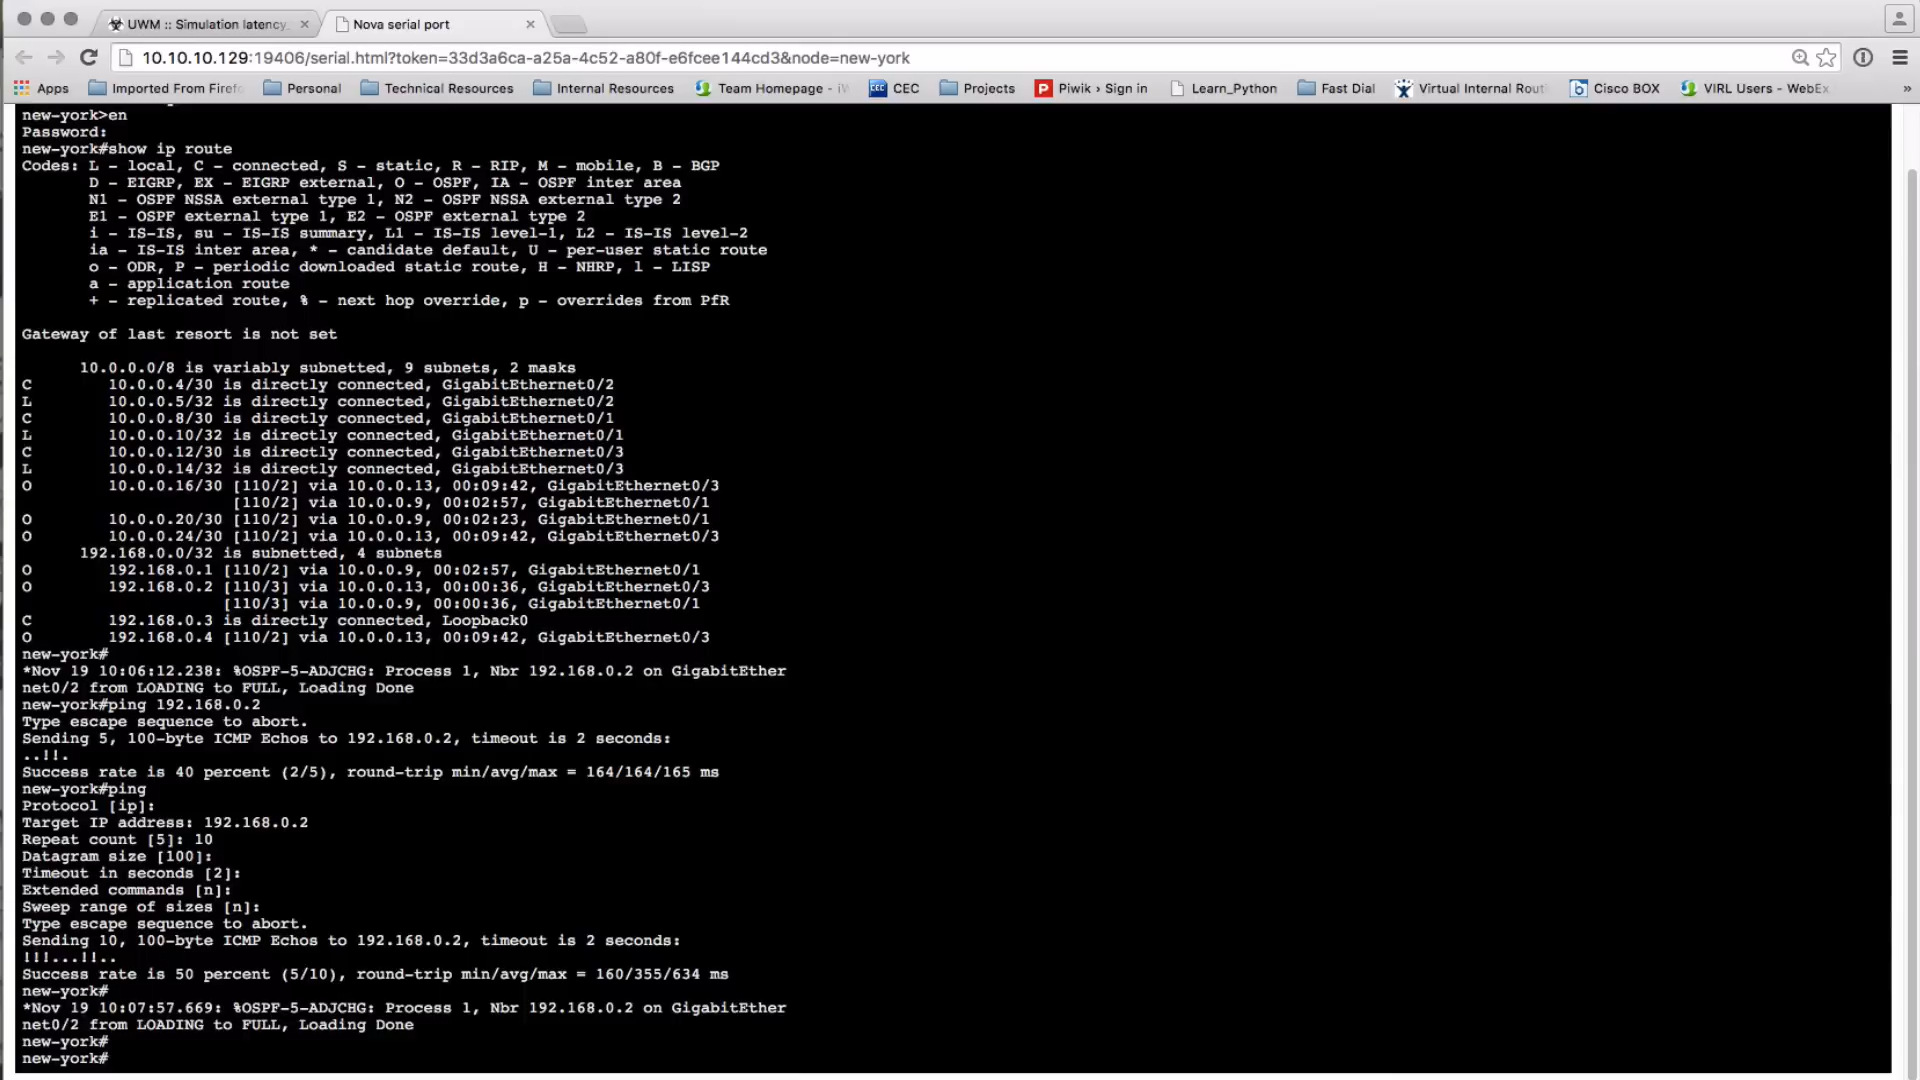 UWM :: Simulation latency
Nova serial port
10.10.10.129:19406/serial.html?token=33d3a6ca-a25a-4c52-a80f-e6fcee144cd3&node=new-york
Apps Imported From Firefo Personal Technical Resources Internal Resources Team Homepage - CEC CEC Projects Piwik › Sign in Learn_Python Fast Dial Virtual Internal Rout Cisco BOX VIRL Users - WebEx »
new-york>en
Password:
new-york#show ip route
Codes: L - local, C - connected, S - static, R - RIP, M - mobile, B - BGP
D - EIGRP, EX - EIGRP external, O - OSPF, IA - OSPF inter area
N1 - OSPF NSSA external type 1, N2 - OSPF NSSA external type 2
E1 - OSPF external type 1, E2 - OSPF external type 2
i - IS-IS, su - IS-IS summary, L1 - IS-IS level-1, L2 - IS-IS level-2
ia - IS-IS inter area, * - candidate default, U - per-user static route
o - ODR, P - periodic downloaded static route, H - NHRP, l - LISP
a - application route
+ - replicated route, % - next hop override, p - overrides from PfR
Gateway of last resort is not set
10.0.0.0/8 is variably subnetted, 9 subnets, 2 masks
C 10.0.0.4/30 is directly connected, GigabitEthernet0/2
L 10.0.0.5/32 is directly connected, GigabitEthernet0/2
C 10.0.0.8/30 is directly connected, GigabitEthernet0/1
L 10.0.0.10/32 is directly connected, GigabitEthernet0/1
C 10.0.0.12/30 is directly connected, GigabitEthernet0/3
L 10.0.0.14/32 is directly connected, GigabitEthernet0/3
O 10.0.0.16/30 [110/2] via 10.0.0.13, 00:09:42, GigabitEthernet0/3
[110/2] via 10.0.0.9, 00:02:57, GigabitEthernet0/1
O 10.0.0.20/30 [110/2] via 10.0.0.9, 00:02:23, GigabitEthernet0/1
O 10.0.0.24/30 [110/2] via 10.0.0.13, 00:09:42, GigabitEthernet0/3
192.168.0.0/32 is subnetted, 4 subnets
O 192.168.0.1 [110/2] via 10.0.0.9, 00:02:57, GigabitEthernet0/1
O 192.168.0.2 [110/3] via 10.0.0.13, 00:00:36, GigabitEthernet0/3
[110/3] via 10.0.0.9, 00:00:36, GigabitEthernet0/1
C 192.168.0.3 is directly connected, Loopback0
O 192.168.0.4 [110/2] via 10.0.0.13, 00:09:42, GigabitEthernet0/3
new-york#
*Nov 19 10:06:12.238: %OSPF-5-ADJCHG: Process 1, Nbr 192.168.0.2 on GigabitEther
net0/2 from LOADING to FULL, Loading Done
new-york#ping 192.168.0.2
Type escape sequence to abort.
Sending 5, 100-byte ICMP Echos to 192.168.0.2, timeout is 2 seconds:
..!!.
Success rate is 40 percent (2/5), round-trip min/avg/max = 164/164/165 ms
new-york#ping
Protocol [ip]:
Target IP address: 192.168.0.2
Repeat count [5]: 10
Datagram size [100]:
Timeout in seconds [2]:
Extended commands [n]:
Sweep range of sizes [n]:
Type escape sequence to abort.
Sending 10, 100-byte ICMP Echos to 192.168.0.2, timeout is 2 seconds:
!!!...!!..
Success rate is 50 percent (5/10), round-trip min/avg/max = 160/355/634 ms
new-york#
*Nov 19 10:07:57.669: %OSPF-5-ADJCHG: Process 1, Nbr 192.168.0.2 on GigabitEther
net0/2 from LOADING to FULL, Loading Done
new-york#
new-york#